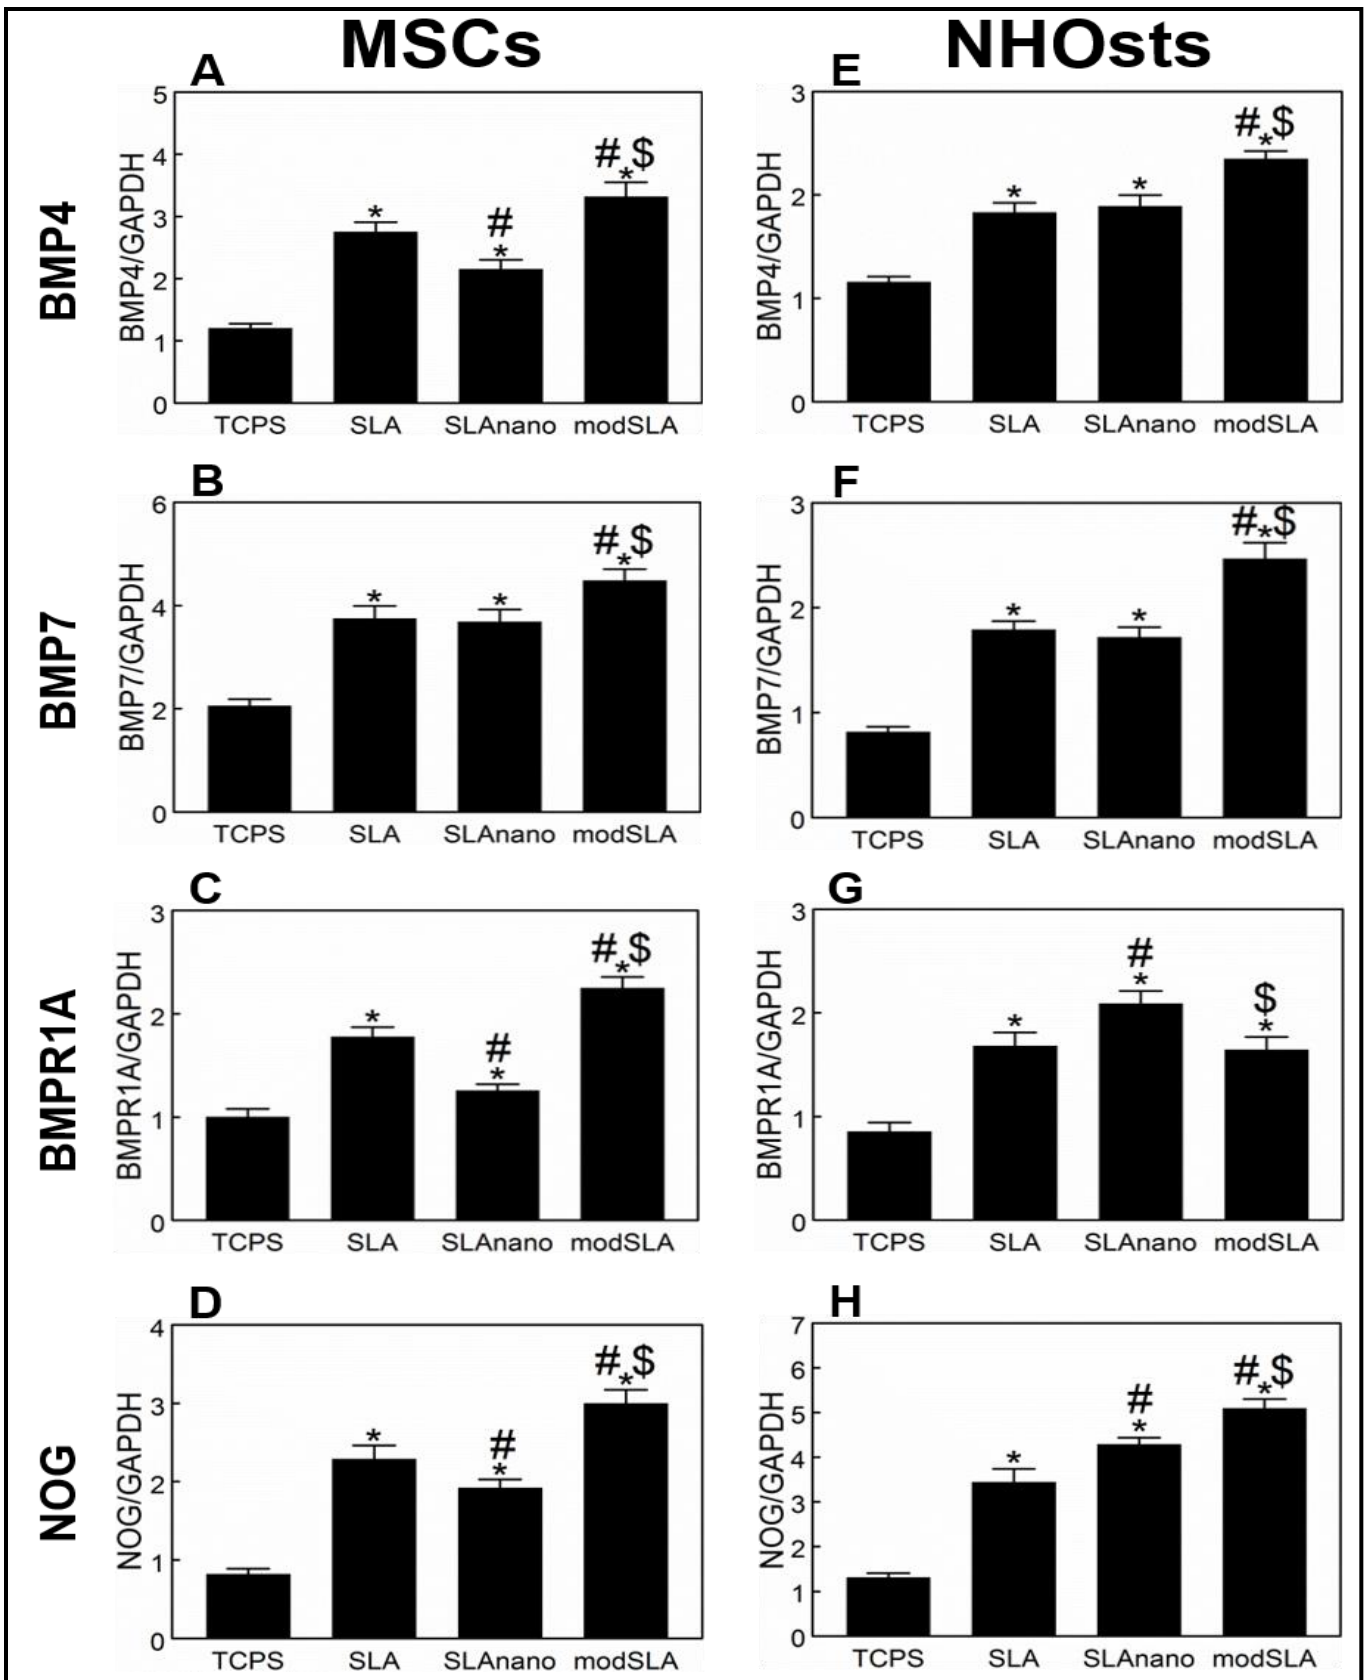 MSCs
NHOsts
BMP4
A
BMP4/GAPDH
5
4
3
2
1
0
*
#
*
# $
*
TCPS SLA SLAnano modSLA
E
BMP4/GAPDH
3
2
1
0
*
*
# $
*
TCPS SLA SLAnano modSLA
BMP7
B
BMP7/GAPDH
6
4
2
0
*
*
# $
*
TCPS SLA SLAnano modSLA
F
BMP7/GAPDH
3
2
1
0
*
*
#*$
TCPS SLA SLAnano modSLA
BMPR1A
C
BMPR1A/GAPDH
3
2
1
0
*
#
*
# $
*
TCPS SLA SLAnano modSLA
G
BMPR1A/GAPDH
3
2
1
0
*
#
*
$
*
TCPS SLA SLAnano modSLA
NOG
D
NOG/GAPDH
4
3
2
1
0
*
#
*
# $
*
TCPS SLA SLAnano modSLA
H
NOG/GAPDH
7
6
5
4
3
2
1
0
*
#
*
# $
*
TCPS SLA SLAnano modSLA